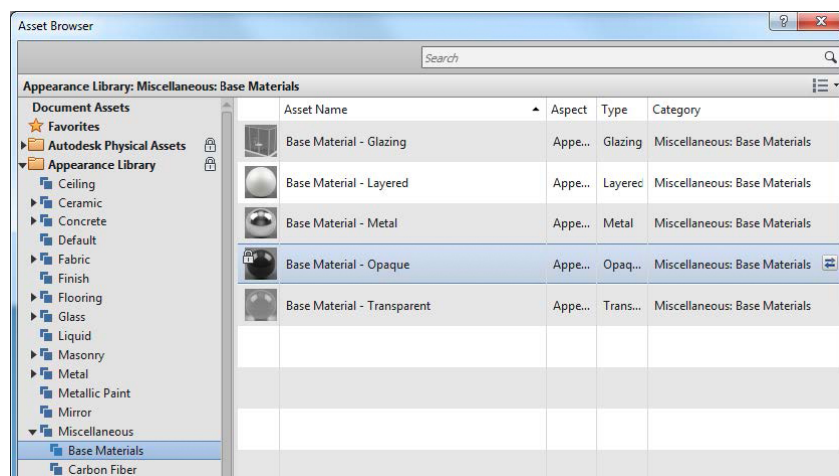 Asset Browser
Search
Appearance Library: Miscellaneous: Base Materials
Document Assets
Favorites
Autodesk Physical Assets
Appearance Library
Ceiling
Ceramic
Concrete
Default
Fabric
Finish
Flooring
Glass
Liquid
Masonry
Metal
Metallic Paint
Mirror
Miscellaneous
Base Materials
Carbon Fiber
Asset Name Aspect Type Category
Base Material - Glazing Appe... Glazing Miscellaneous: Base Materials
Base Material - Layered Appe... Layered Miscellaneous: Base Materials
Base Material - Metal Appe... Metal Miscellaneous: Base Materials
Base Material - Opaque Appe... Opaq... Miscellaneous: Base Materials
Base Material - Transparent Appe... Trans... Miscellaneous: Base Materials